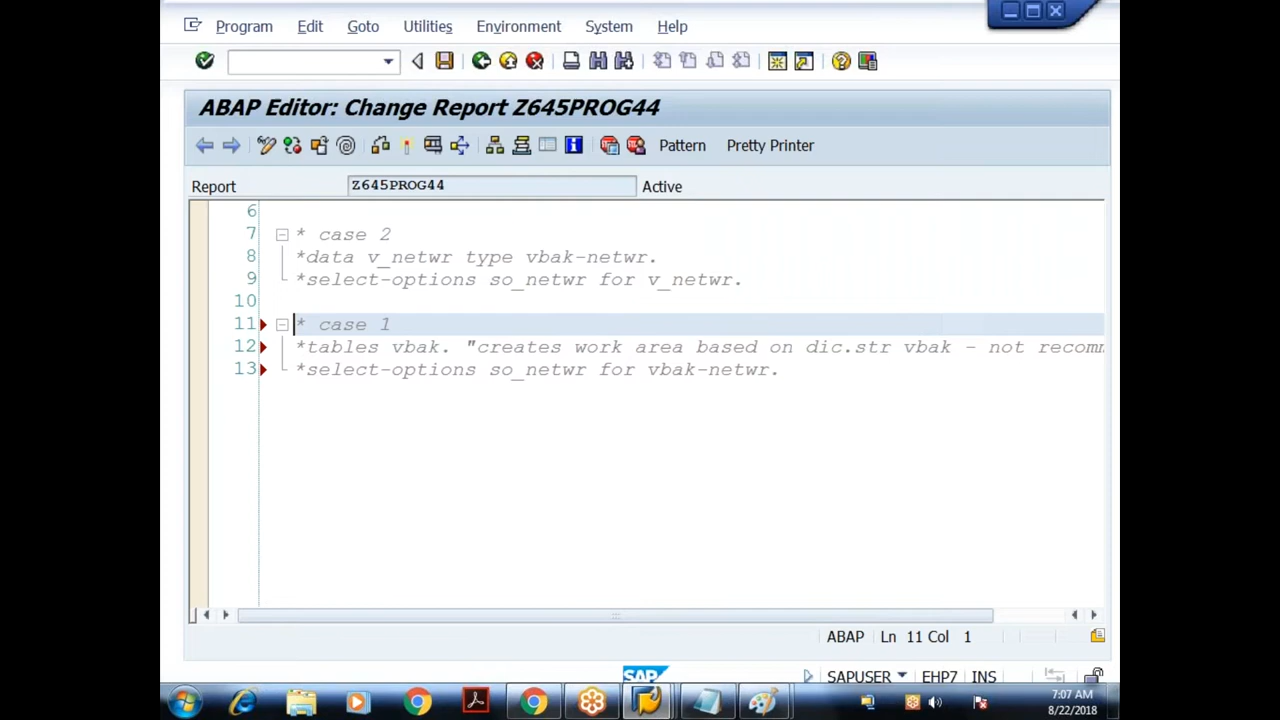 Program Edit Goto Utilities Environment System Help
ABAP Editor: Change Report Z645PROG44
Pattern Pretty Printer
Report Z645PROG44 Active
6
7 * case 2
8 *data v_netwr type vbak-netwr.
9 *select-options so_netwr for v_netwr.
10
11 * case 1
12 *tables vbak. "creates work area based on dic.str vbak - not recomm
13 *select-options so_netwr for vbak-netwr.
ABAP Ln 11 Col 1
SAP SAPUSER EHP7 INS
7:07 AM
8/22/2018